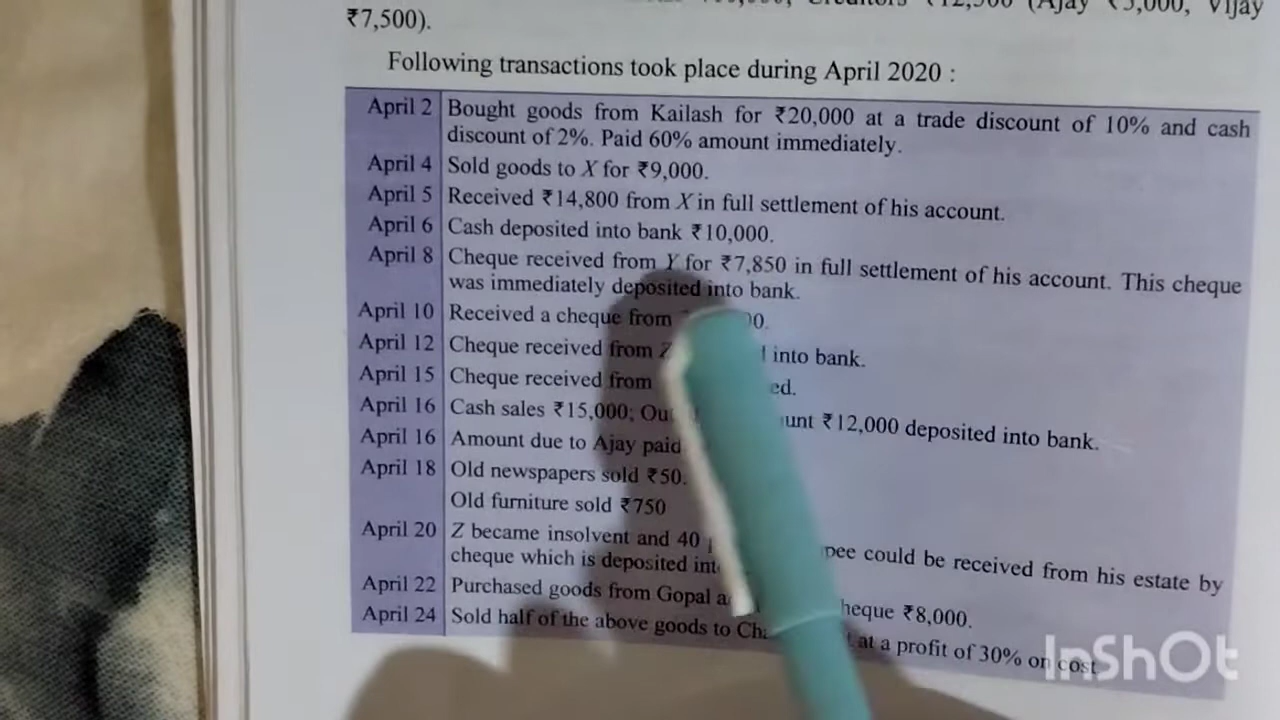 Creditors ₹12,500 (Ajay ₹5,000, Vijay
₹7,500).
Following transactions took place during April 2020 :
April 2 Bought goods from Kailash for ₹20,000 at a trade discount of 10% and cash
discount of 2%. Paid 60% amount immediately.
April 4 Sold goods to X for ₹9,000.
April 5 Received ₹14,800 from X in full settlement of his account.
April 6 Cash deposited into bank ₹10,000.
April 8 Cheque received from Y for ₹7,850 in full settlement of his account. This cheque
was immediately deposited into bank.
April 10 Received a cheque from
April 12 Cheque received from Z into bank.
April 15 Cheque received from
April 16 Cash sales ₹15,000; ₹12,000 deposited into bank.
April 16 Amount due to Ajay paid
April 18 Old newspapers sold ₹50.
Old furniture sold ₹750
April 20 Z became insolvent and 40 could be received from his estate by
cheque which is deposited
April 22 Purchased goods from Gopal ₹8,000.
April 24 Sold half of the above goods to at a profit of 30% on cost
InShOt